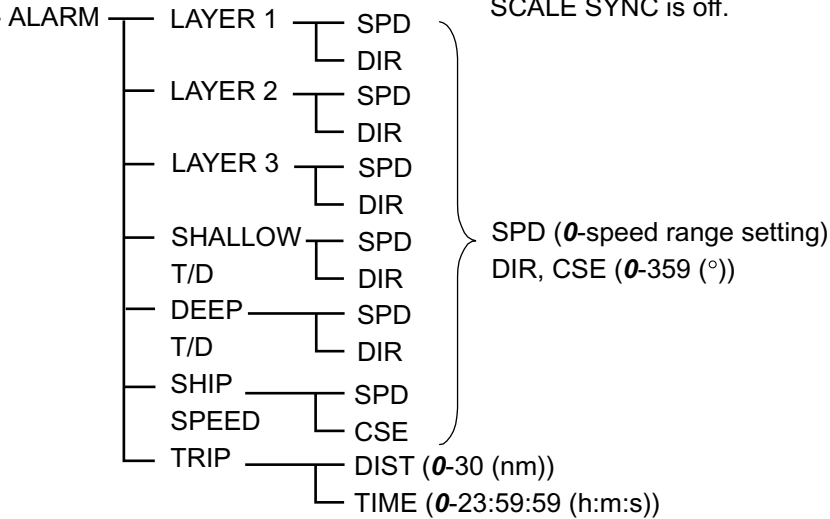 SCALE SYNC is off.
ALARM LAYER 1 SPD
DIR
LAYER 2 SPD
DIR
LAYER 3 SPD
DIR
SHALLOW SPD
T/D DIR
DEEP SPD
T/D DIR
SHIP SPD
SPEED CSE
TRIP DIST (0-30 (nm))
TIME (0-23:59:59 (h:m:s))
SPD (0-speed range setting)
DIR, CSE (0-359 (°))